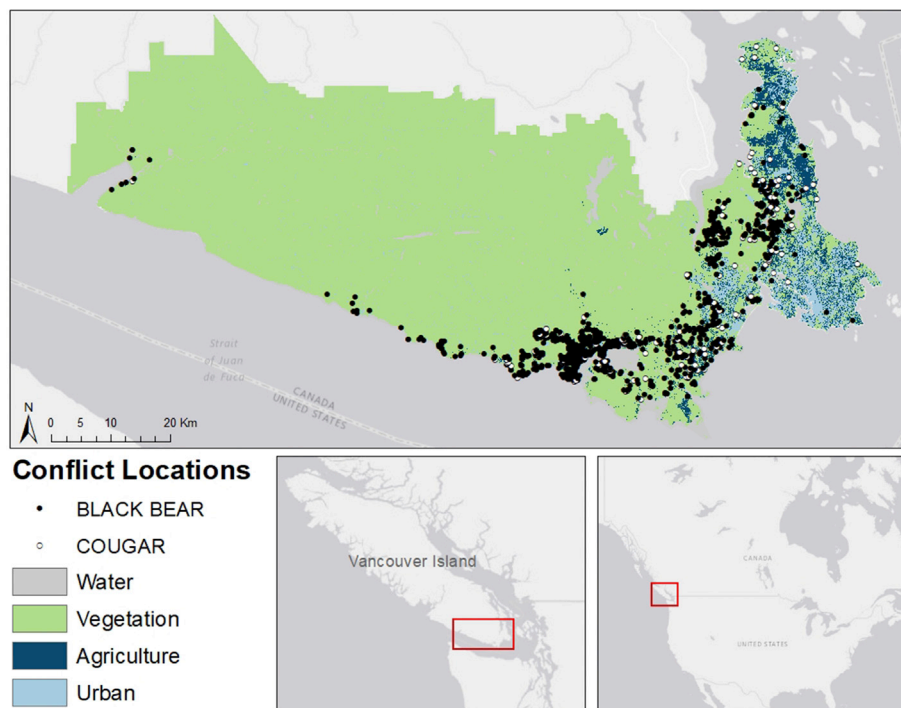 Strait
of Juan
de Fuca
CANADA
UNITED STATES
N
0 5 10 20 Km
Conflict Locations
BLACK BEAR
COUGAR
Water
Vegetation
Agriculture
Urban
Vancouver Island
CANADA
UNITED STATES